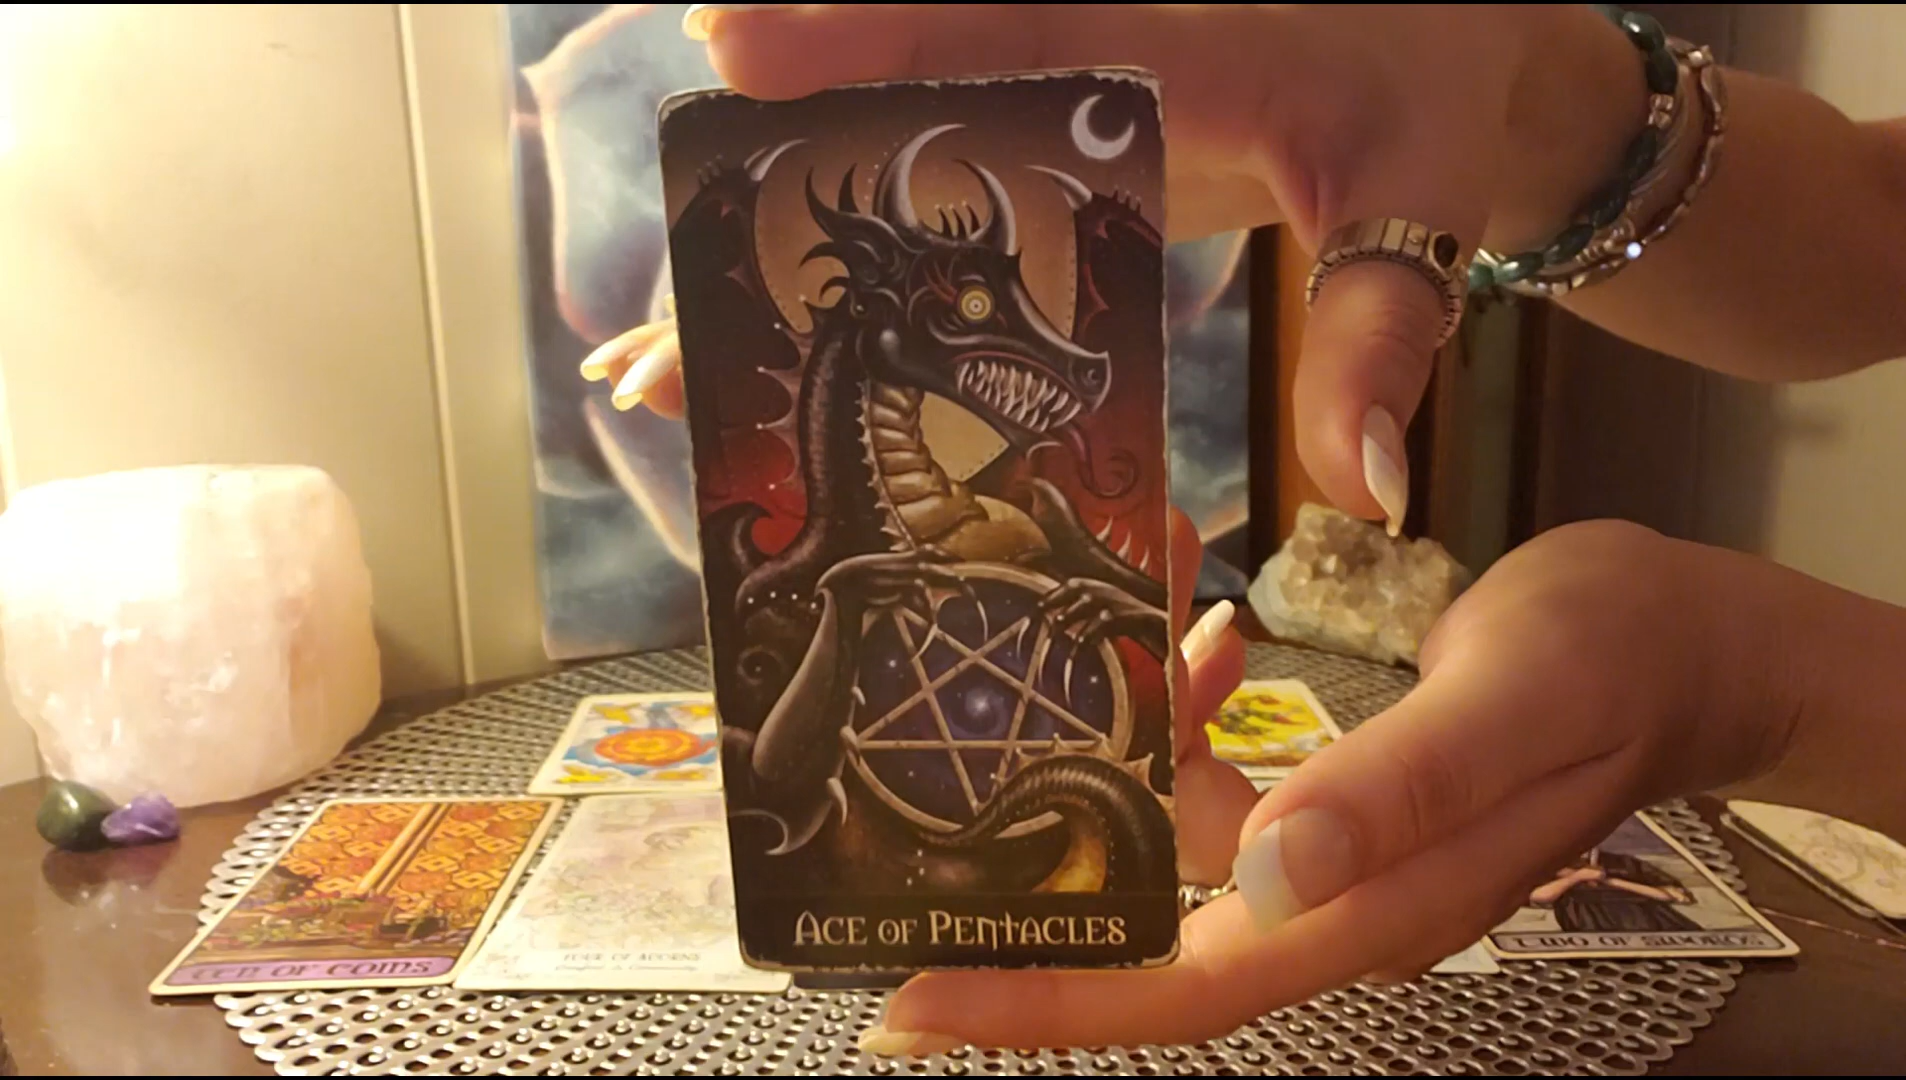 Ace of Pentacles
TEN OF COINS
FOUR OF ACORNS
TWO OF SWORDS